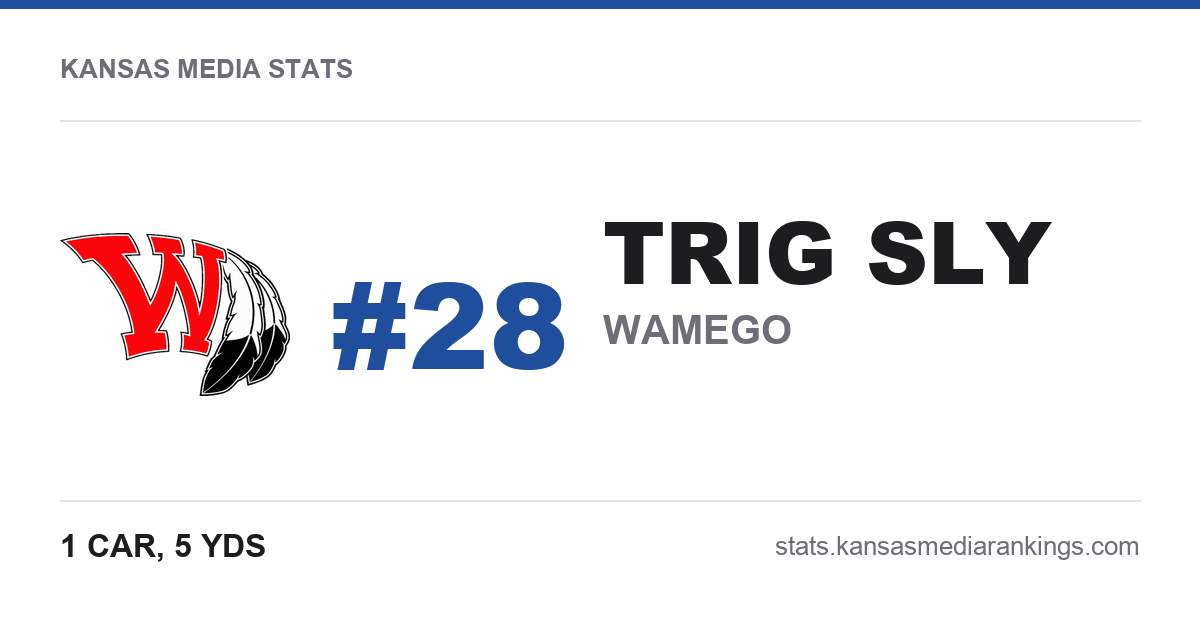 KANSAS MEDIA STATS
W
#28
TRIG SLY
WAMEGO
1 CAR, 5 YDS
stats.kansasmediarankings.com